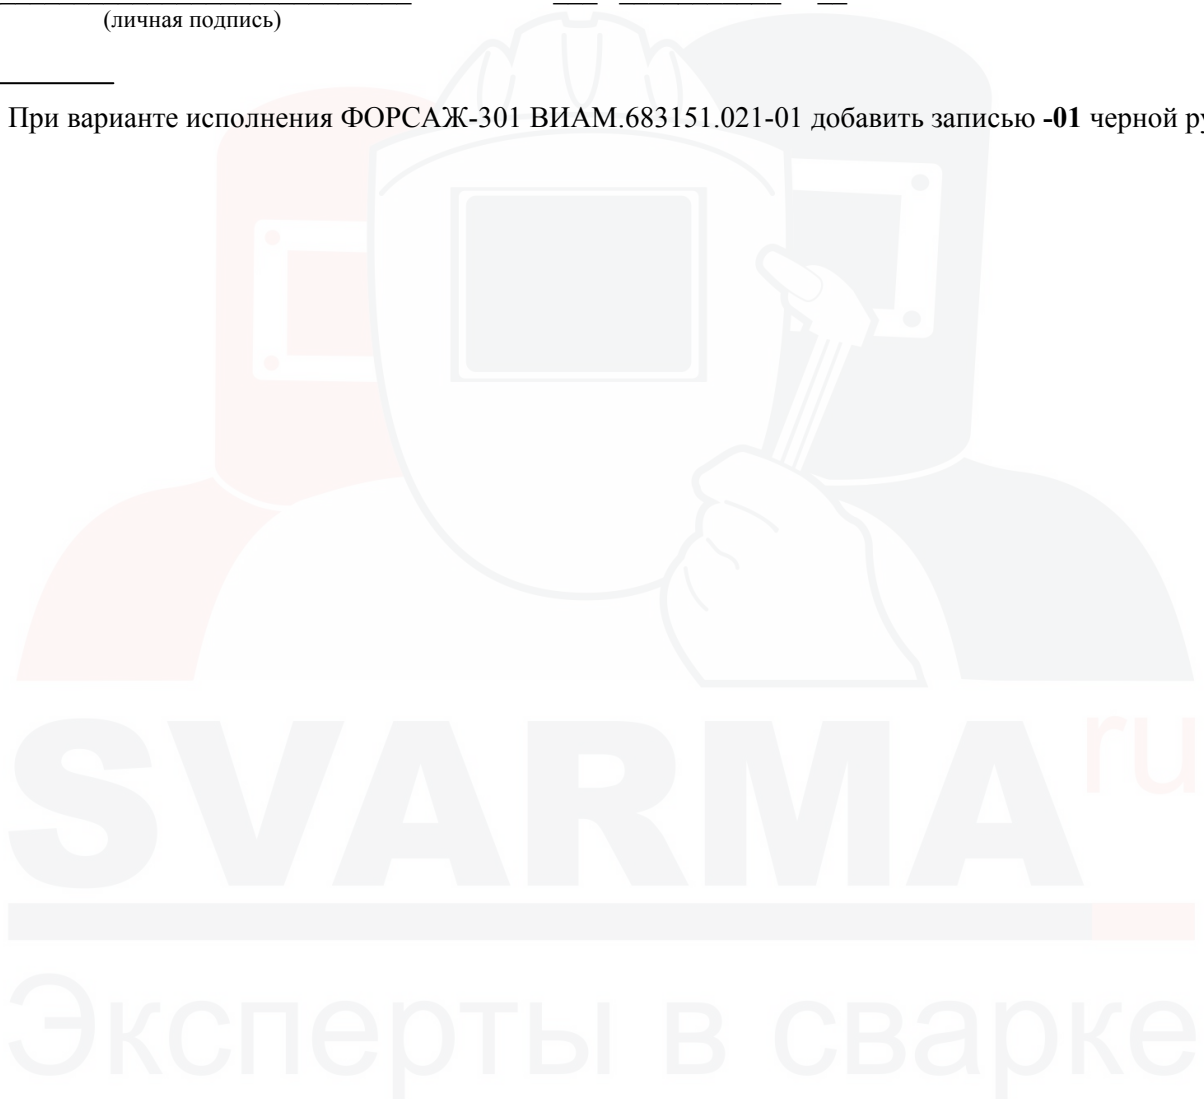 (личная подпись)
При варианте исполнения ФОРСАЖ-301 ВИАМ.683151.021-01 добавить записью -01 черной
SVARMA ru
Эксперты в сварке